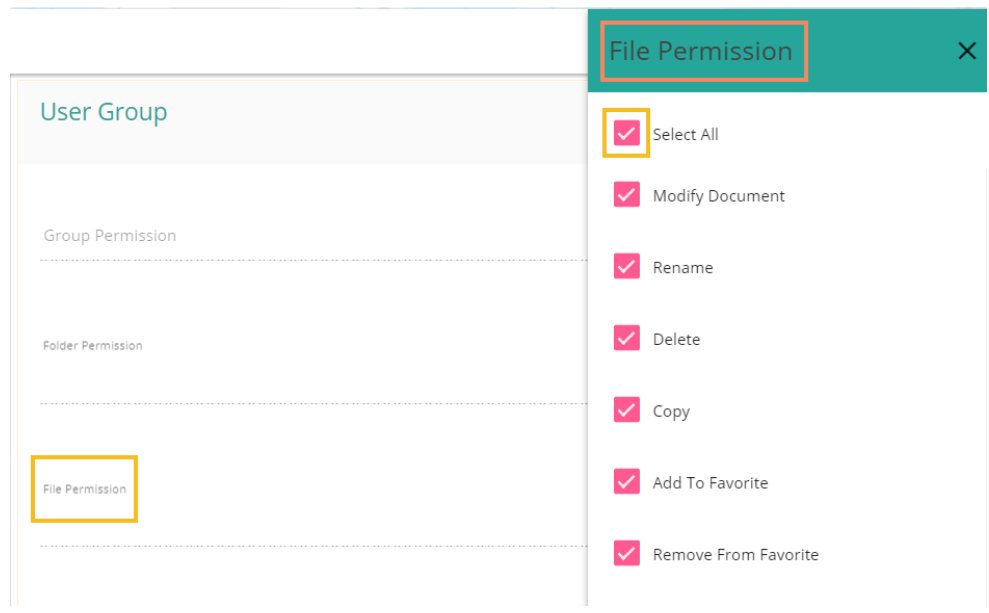 File Permission
User Group
Select All
Modify Document
Group Permission
Rename
Folder Permission
Delete
Copy
File Permission
Add To Favorite
Remove From Favorite